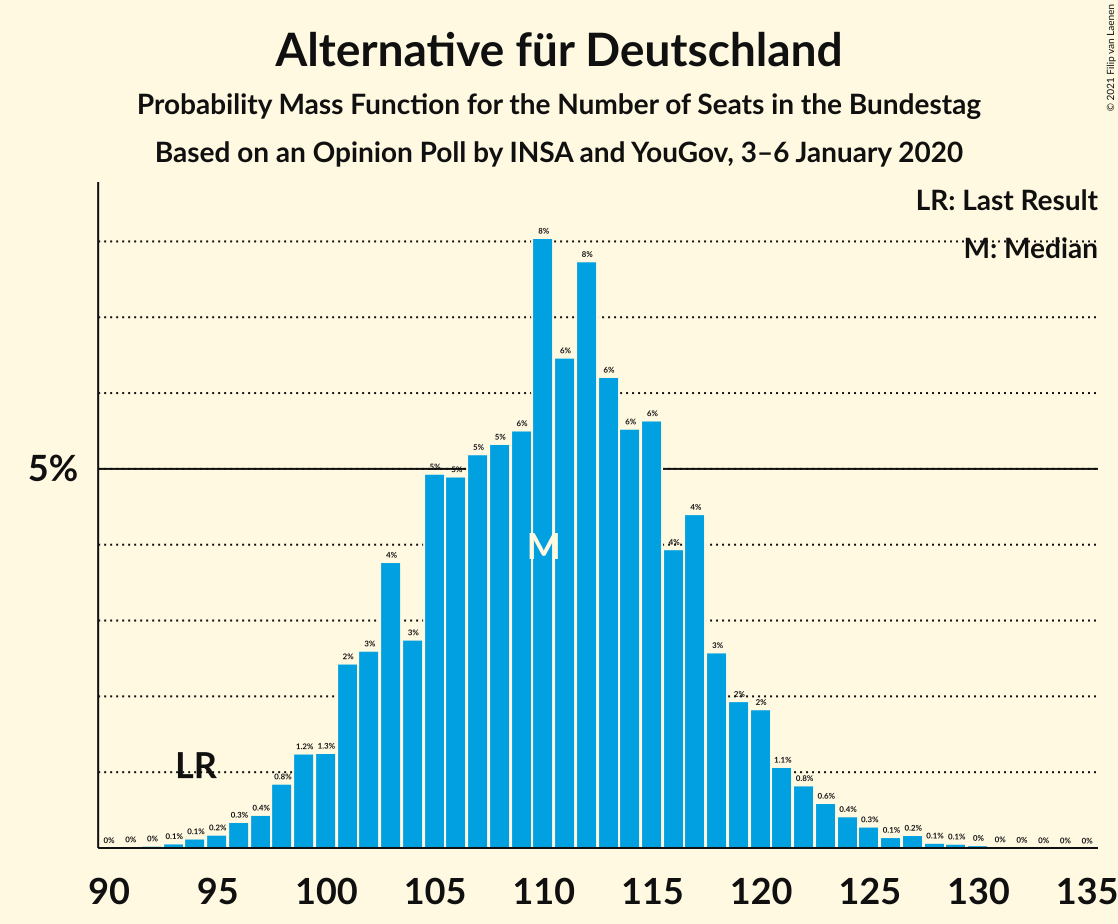 Alternative für Deutschland
Probability Mass Function for the Number of Seats in the Bundestag
Based on an Opinion Poll by INSA and YouGov, 3–6 January 2020
© 2021 Filip van Laenen
LR: Last Result
M: Median
5%
LR
M
0% 0% 0% 0.1% 0.1% 0.2% 0.3% 0.4% 0.8% 1.2% 1.3% 2% 3% 4% 3% 5% 5% 5% 5% 6% 8% 6% 8% 6% 6% 6% 4% 4% 3% 2% 2% 1.1% 0.8% 0.6% 0.4% 0.3% 0.1% 0.2% 0.1% 0.1% 0% 0% 0% 0% 0% 0%
90 95 100 105 110 115 120 125 130 135